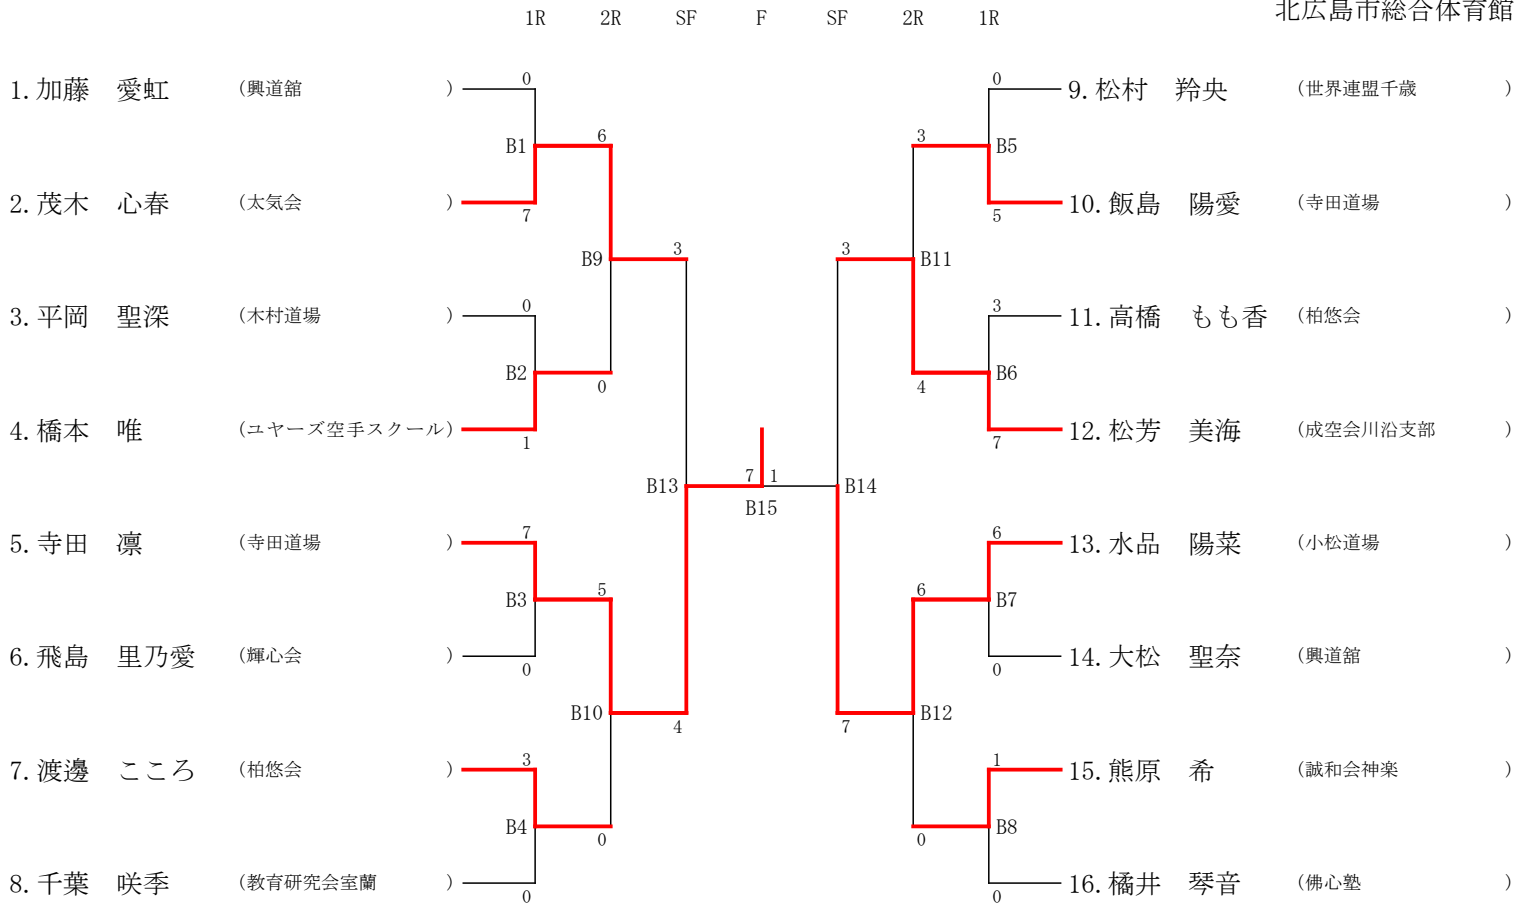 北広島市総合体育館
1R 2R SF F SF 2R 1R
1. 加藤 愛虹 (興道舘 ) 0
0 9. 松村 羚央 (世界連盟千歳 )
B1 6
3 B5
2. 茂木 心春 (太気会 ) 7
5 10. 飯島 陽愛 (寺田道場 )
B9 3
3 B11
3. 平岡 聖深 (木村道場 ) 0
3 11. 高橋 もも香 (柏悠会 )
B2 0
4 B6
4. 橋本 唯 (ユヤーズ空手スクール) 1
7 12. 松芳 美海 (成空会川沿支部 )
B13 7 1 B14
B15
5. 寺田 凛 (寺田道場 ) 7
6 13. 水品 陽菜 (小松道場 )
B3 5
6 B7
6. 飛島 里乃愛 (輝心会 ) 0
0 14. 大松 聖奈 (興道舘 )
B10 4
7 B12
7. 渡邊 こころ (柏悠会 ) 3
1 15. 熊原 希 (誠和会神楽 )
B4 0
0 B8
8. 千葉 咲季 (教育研究会室蘭 ) 0
0 16. 橘井 琴音 (佛心塾 )